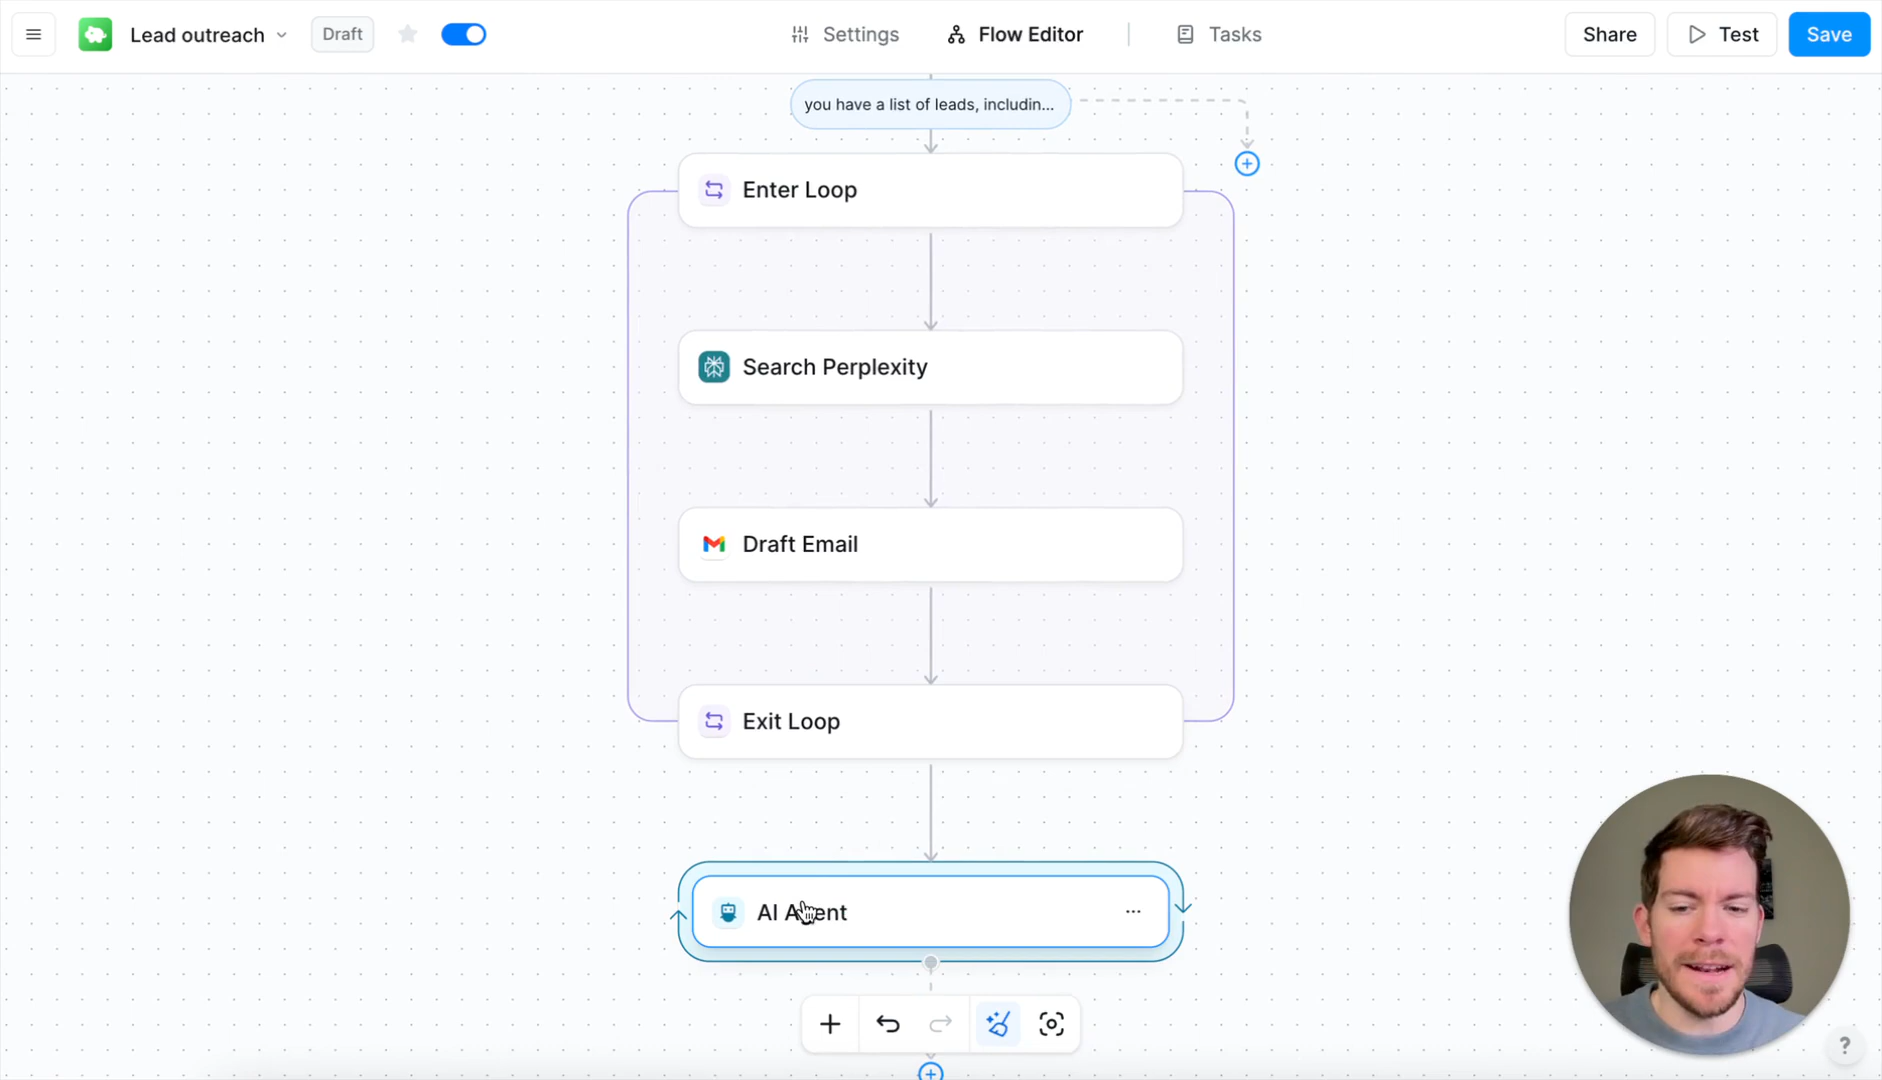 Lead outreach
Draft
Settings
Flow Editor
Tasks
Share
Test
Save
you have a list of leads, includin...
Enter Loop
Search Perplexity
Draft Email
Exit Loop
AI Agent
?